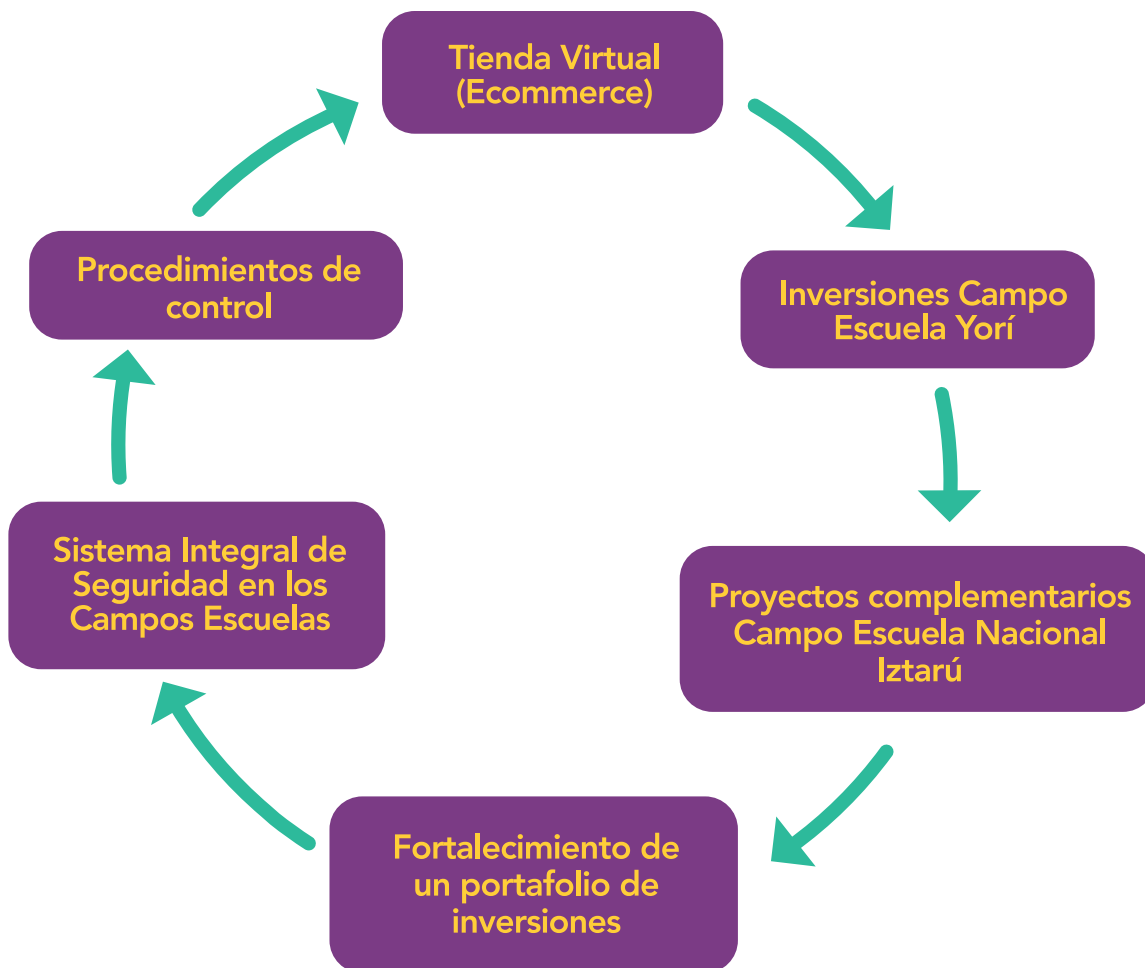 Tienda Virtual
(Ecommerce)
Inversiones Campo
Escuela Yorí
Proyectos complementarios
Campo Escuela Nacional
Iztarú
Fortalecimiento de
un portafolio de
inversiones
Sistema Integral de
Seguridad en los
Campos Escuelas
Procedimientos de
control